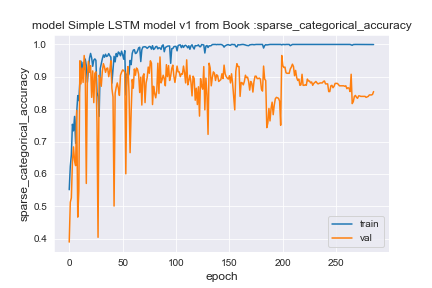 model Simple LSTM model v1 from Book :sparse_categorical_accuracy
sparse_categorical_accuracy
1.0
0.9
0.8
0.7
0.6
0.5
0.4
0
50
100
150
200
250
epoch
train
val